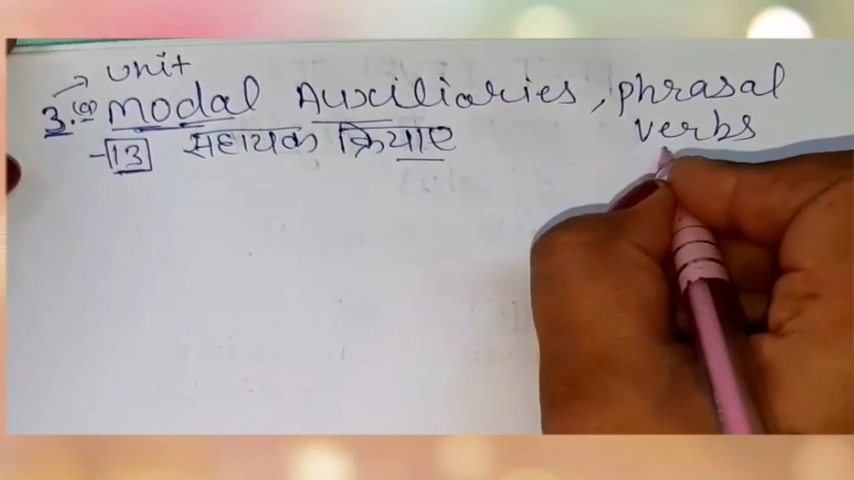 unit
3.(a) Modal Auxiliaries, phrasal
verbs
-13 सहायक क्रियाए